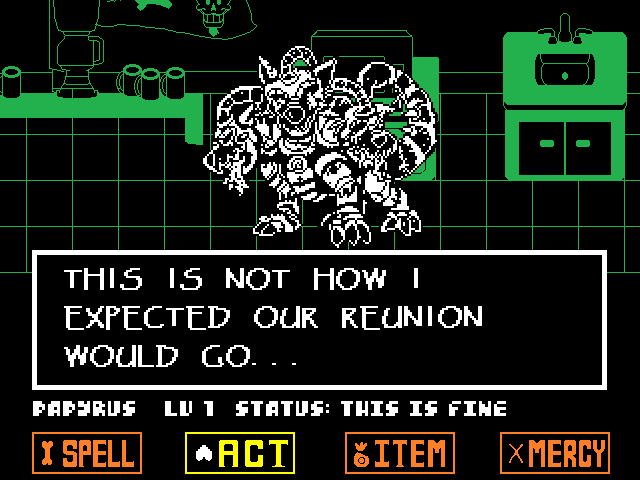 THIS IS NOT HOW I
EXPECTED OUR REUNION
WOULD GO...
PAPYRUS LV 1 STATUS: THIS IS FINE
SPELL ACT ITEM MERCY